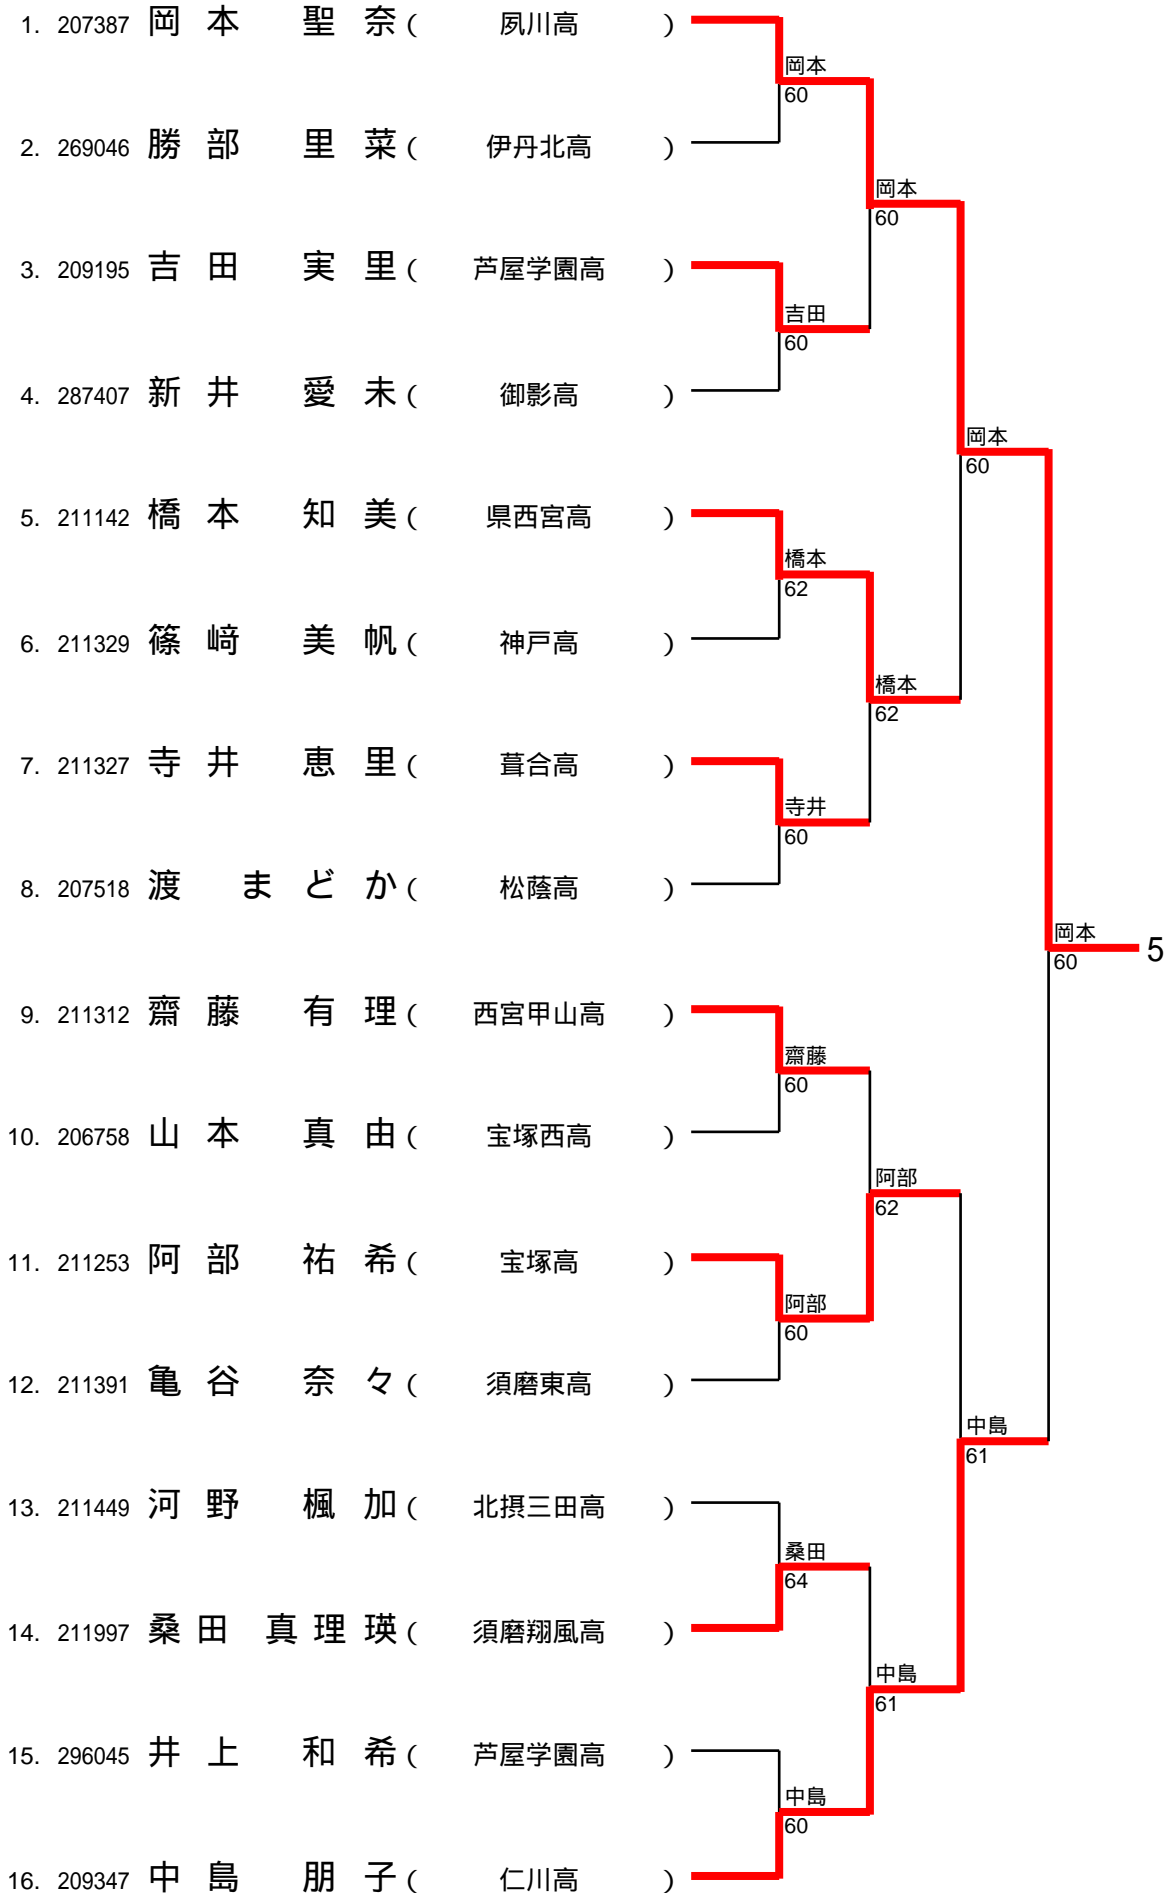 1. 207387 岡本 聖奈 ( 夙川高 )
岡本
60
2. 269046 勝部 里菜 ( 伊丹北高 )
岡本
60
3. 209195 吉田 実里 ( 芦屋学園高 )
吉田
60
4. 287407 新井 愛未 ( 御影高 )
岡本
60
5. 211142 橋本 知美 ( 県西宮高 )
橋本
62
6. 211329 篠﨑 美帆 ( 神戸高 )
橋本
62
7. 211327 寺井 恵里 ( 葺合高 )
寺井
60
8. 207518 渡 まどか ( 松蔭高 )
岡本
60
5
9. 211312 齋藤 有理 ( 西宮甲山高 )
齋藤
60
10. 206758 山本 真由 ( 宝塚西高 )
阿部
62
11. 211253 阿部 祐希 ( 宝塚高 )
阿部
60
12. 211391 亀谷 奈々 ( 須磨東高 )
中島
61
13. 211449 河野 楓加 ( 北摂三田高 )
桑田
64
14. 211997 桑田 真理瑛 ( 須磨翔風高 )
中島
61
15. 296045 井上 和希 ( 芦屋学園高 )
中島
60
16. 209347 中島 朋子 ( 仁川高 )